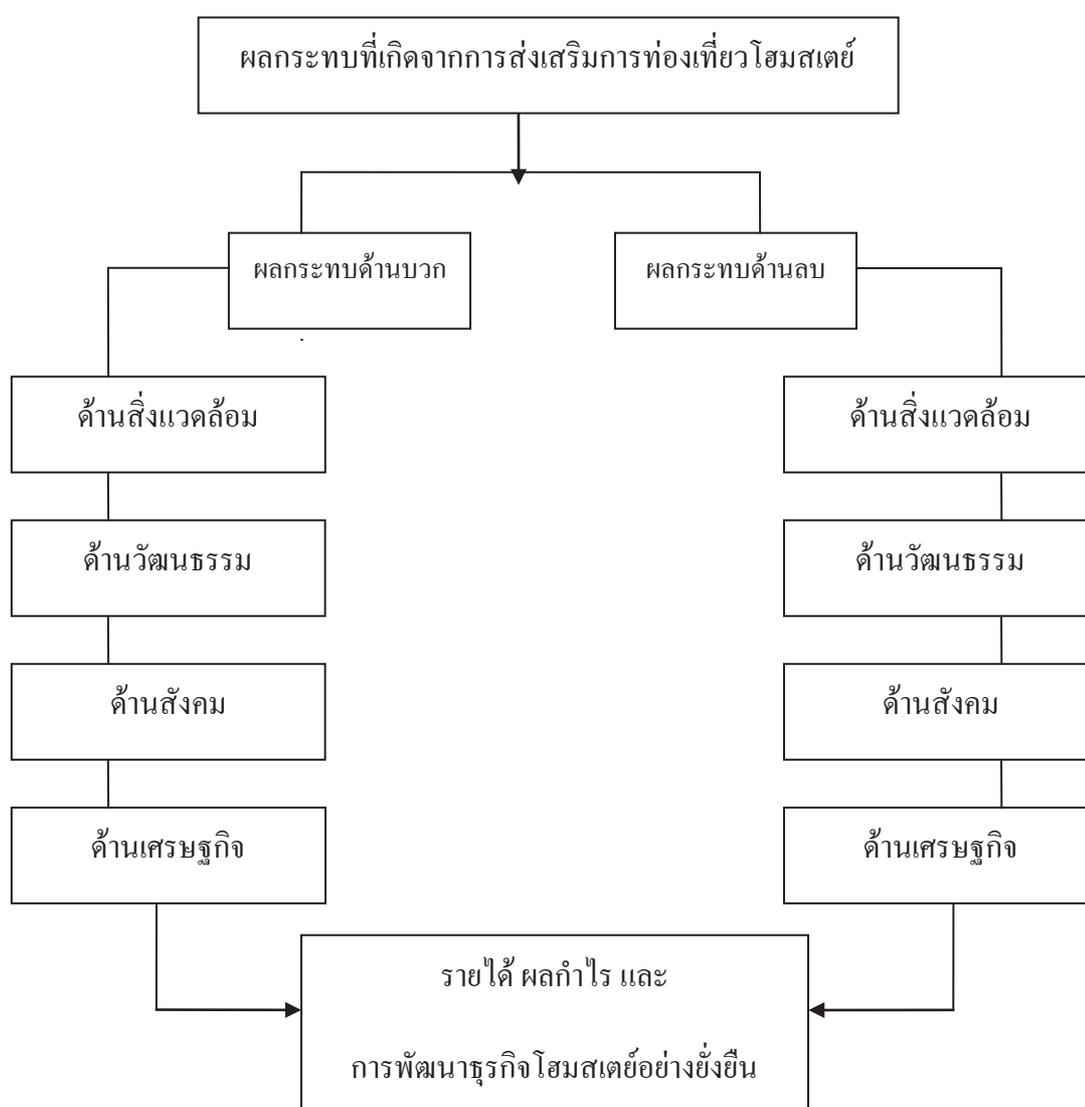 ผลกระทบที่เกิดจากการส่งเสริมการท่องเที่ยวโฮมสเตย์
ผลกระทบด้านบวก
ผลกระทบด้านลบ
ด้านสิ่งแวดล้อม
ด้านสิ่งแวดล้อม
ด้านวัฒนธรรม
ด้านวัฒนธรรม
ด้านสังคม
ด้านสังคม
ด้านเศรษฐกิจ
ด้านเศรษฐกิจ
รายได้ ผลกำไร และ
การพัฒนาธุรกิจโฮมสเตย์อย่างยั่งยืน